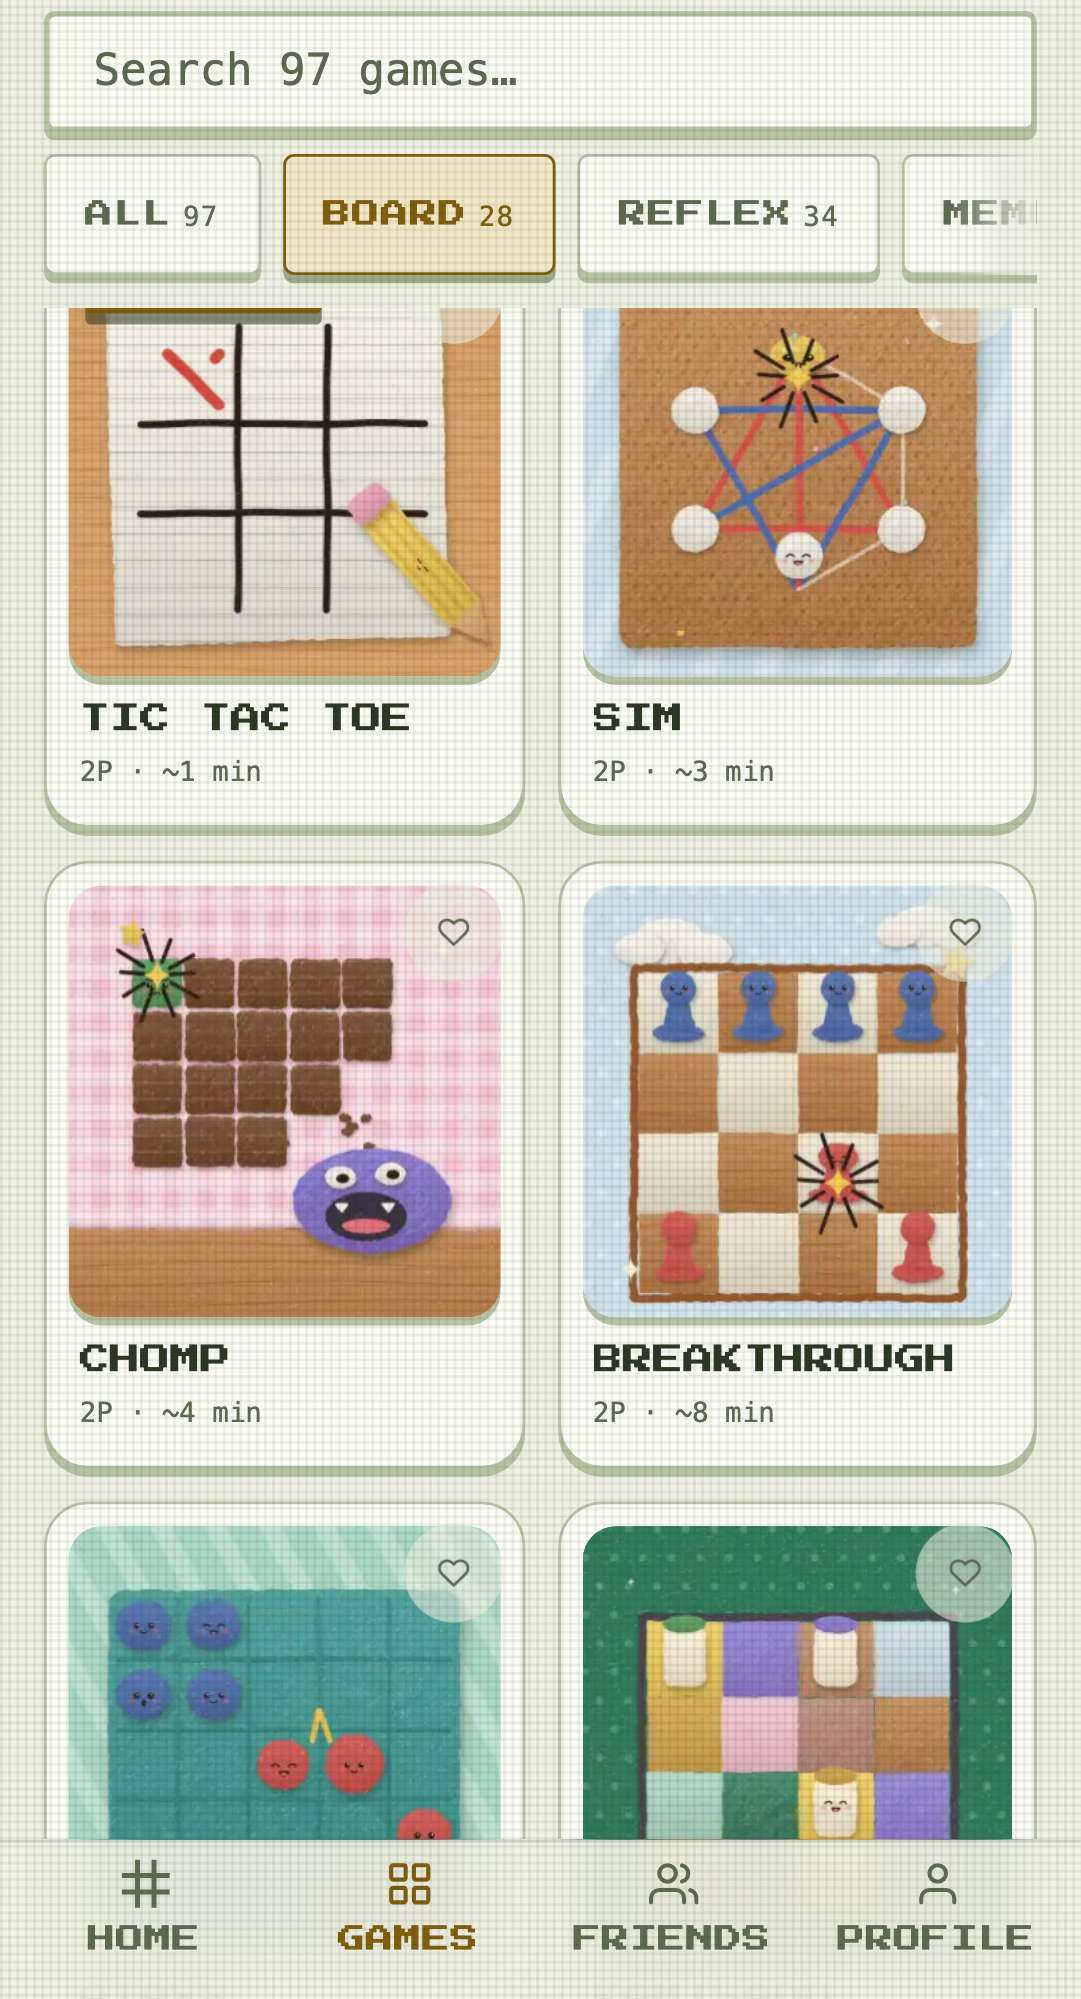 Search 97 games…
ALL 97 BOARD 28 REFLEX 34 MEM
TIC TAC TOE
2P · ~1 min
SIM
2P · ~3 min
CHOMP
2P · ~4 min
BREAKTHROUGH
2P · ~8 min
HOME GAMES FRIENDS PROFILE